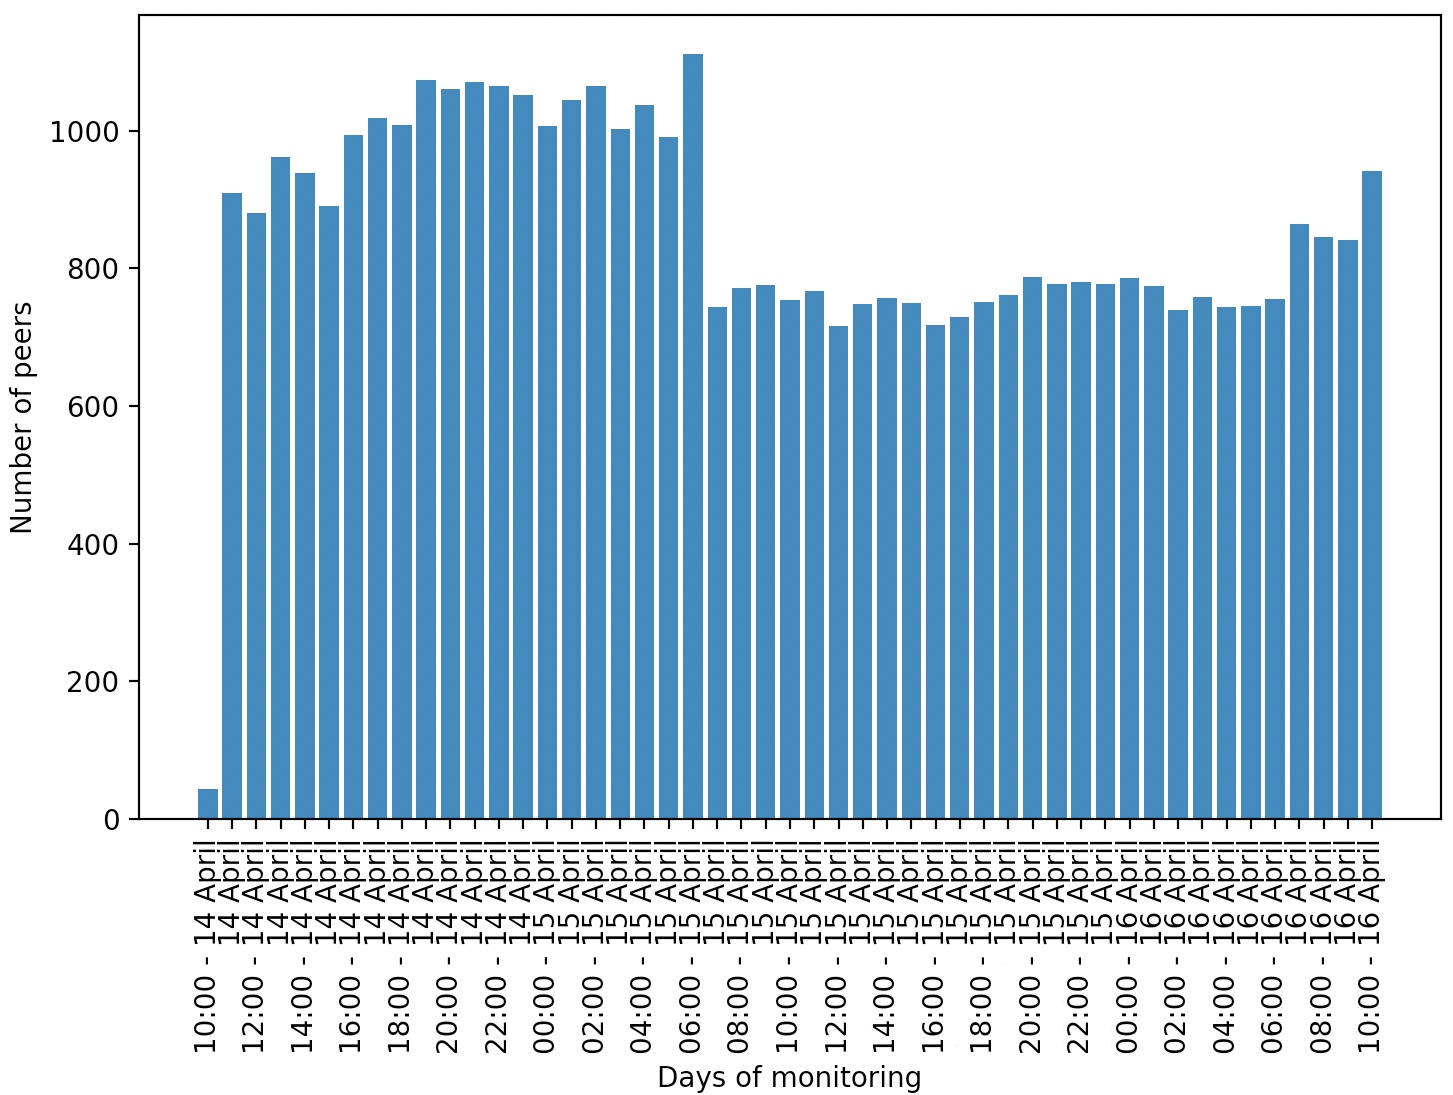 Number of peers
1000
800
600
400
200
0
10:00 - 14 April
14 April
12:00 - 14 April
14 April
14:00 - 14 April
14 April
16:00 - 14 April
14 April
18:00 - 14 April
14 April
20:00 - 14 April
14 April
22:00 - 14 April
14 April
00:00 - 15 April
15 April
02:00 - 15 April
15 April
04:00 - 15 April
15 April
06:00 - 15 April
15 April
08:00 - 15 April
15 April
10:00 - 15 April
15 April
12:00 - 15 April
15 April
14:00 - 15 April
15 April
16:00 - 15 April
15 April
18:00 - 15 April
15 April
20:00 - 15 April
15 April
22:00 - 15 April
15 April
00:00 - 16 April
16 April
02:00 - 16 April
16 April
04:00 - 16 April
16 April
06:00 - 16 April
16 April
08:00 - 16 April
16 April
10:00 - 16 April
Days of monitoring